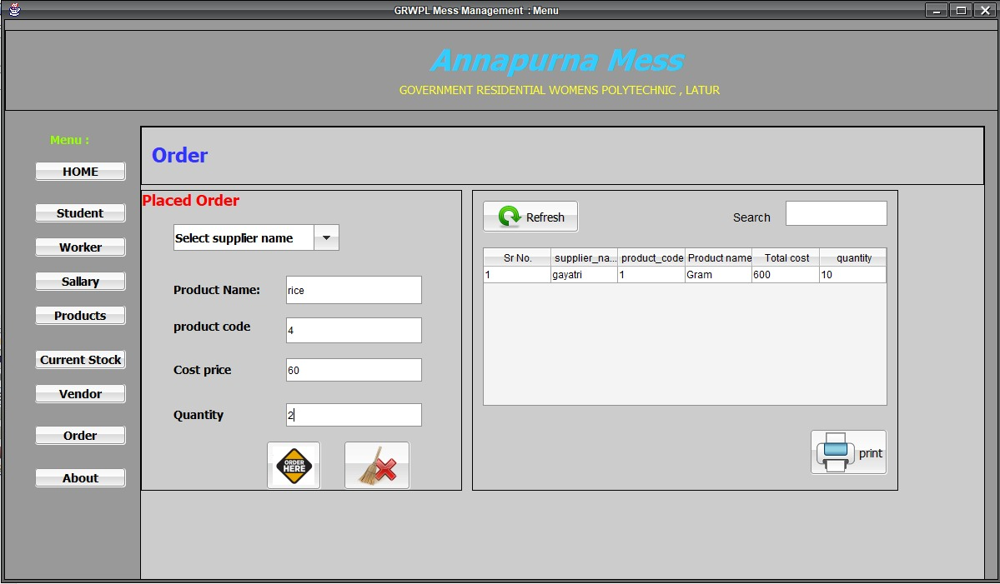 GRWPL Mess Management : Menu
Annapurna Mess
GOVERNMENT RESIDENTIAL WOMENS POLYTECHNIC , LATUR
Menu :
HOME
Student
Worker
Sallary
Products
Current Stock
Vendor
Order
About
Order
Placed Order
Select supplier name
Product Name: rice
product code 4
Cost price 60
Quantity 2
ORDER
HERE
Refresh
Search
Sr No. supplier_na... product_code Product name Total cost quantity
1 gayatri 1 Gram 600 10
print